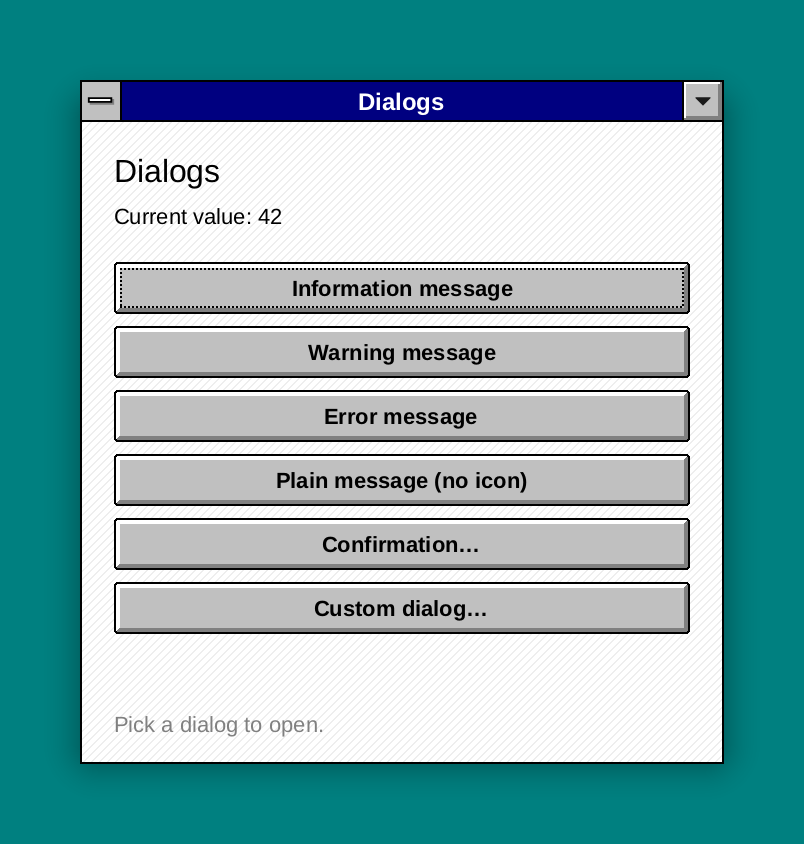 Dialogs
Dialogs
Current value: 42
Information message
Warning message
Error message
Plain message (no icon)
Confirmation…
Custom dialog…
Pick a dialog to open.